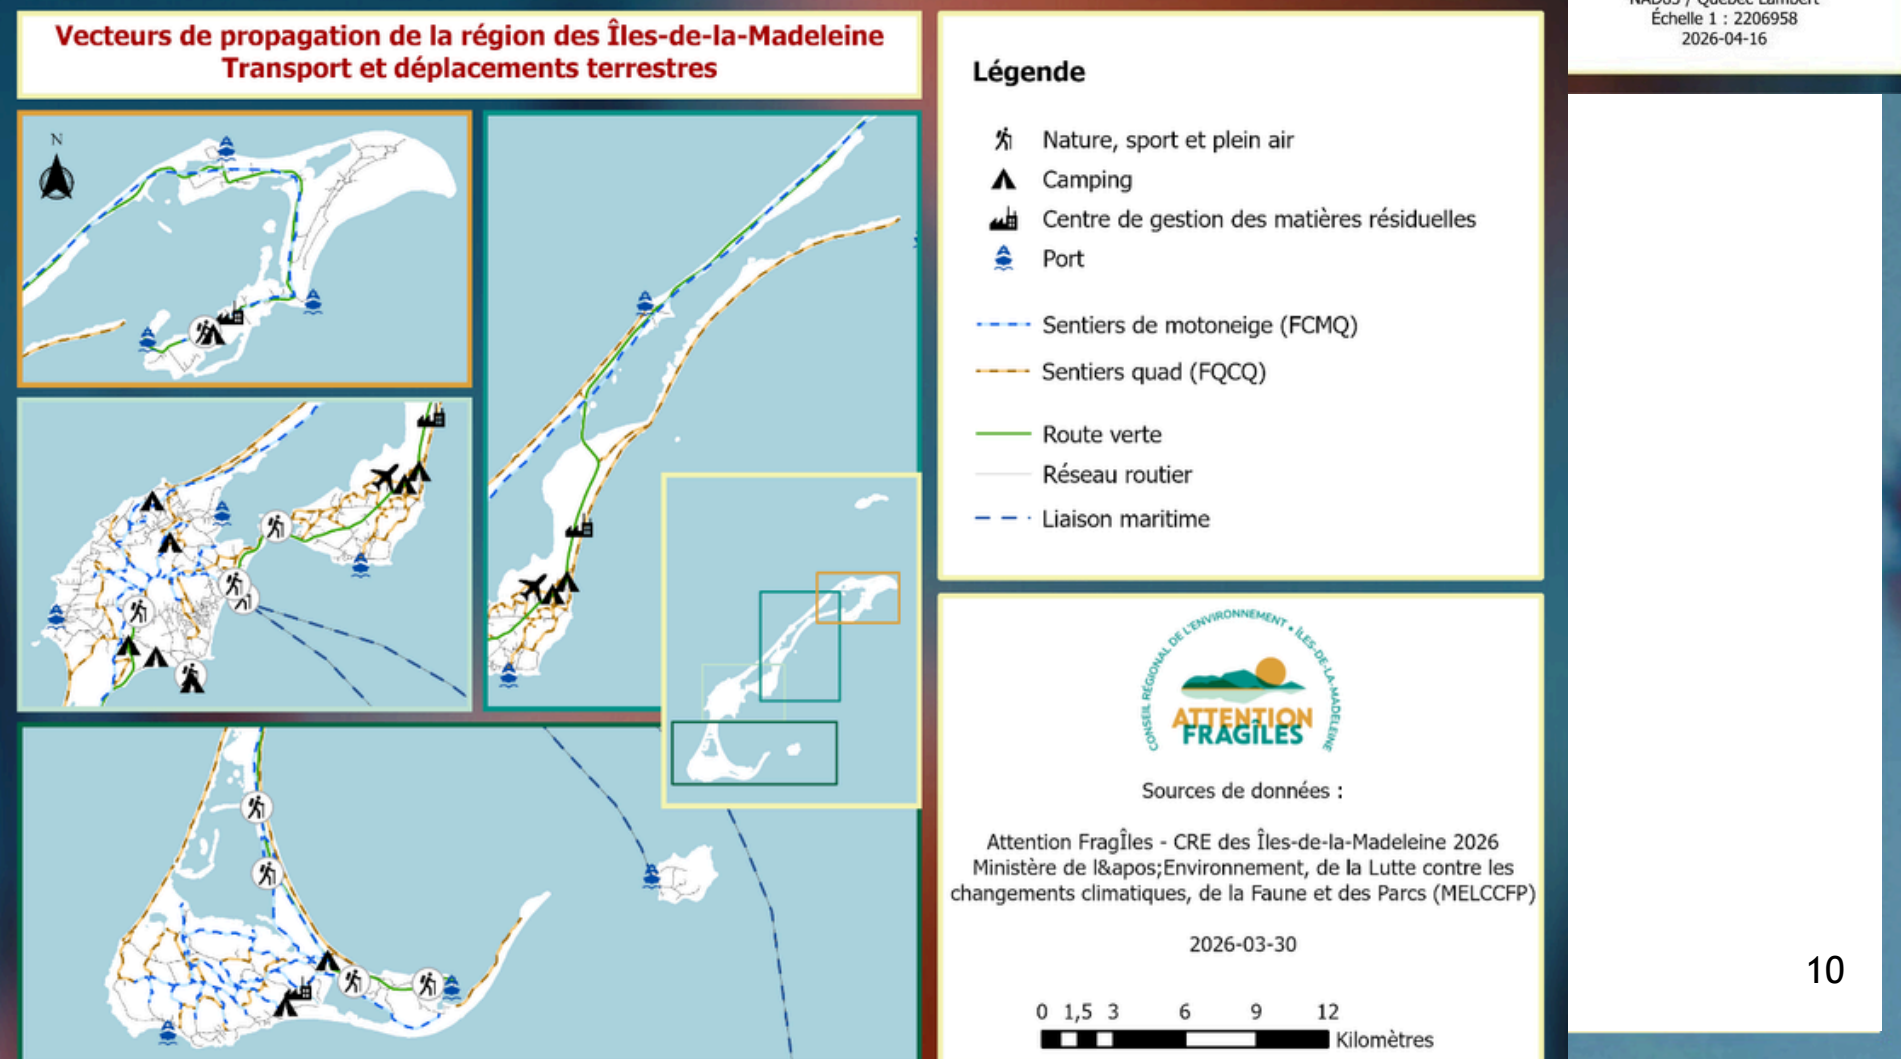 Vecteurs de propagation de la région des Îles-de-la-Madeleine
Transport et déplacements terrestres
N
Légende
Nature, sport et plein air
Camping
Centre de gestion des matières résiduelles
Port
Sentiers de motoneige (FCMQ)
Sentiers quad (FQCQ)
Route verte
Réseau routier
Liaison maritime
CONSEIL RÉGIONAL DE L'ENVIRONNEMENT • ÎLES-DE-LA-MADELEINE
ATTENTION
FRAGÎLES
Sources de données :
Attention FragÎles - CRE des Îles-de-la-Madeleine 2026
Ministère de l&apos;Environnement, de la Lutte contre les
changements climatiques, de la Faune et des Parcs (MELCCFP)
2026-03-30
0 1,5 3 6 9 12
Kilomètres
NAD83 / Québec Lambert
Échelle 1 : 2206958
2026-04-16
10